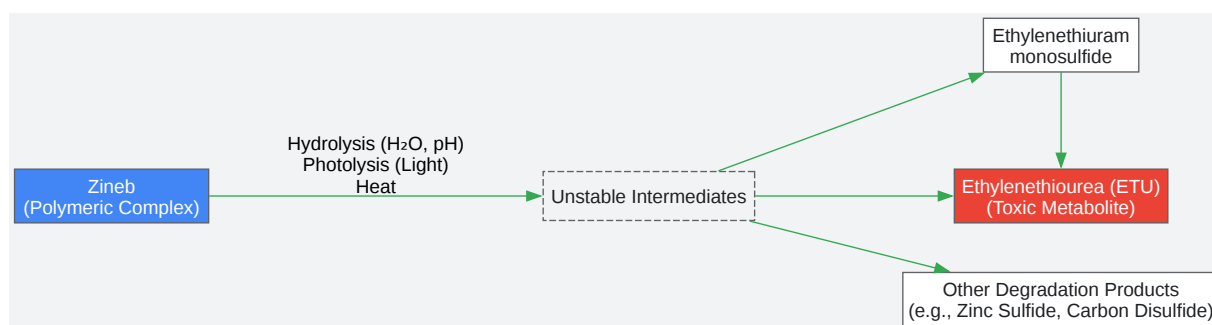 Zineb
(Polymeric Complex)
Hydrolysis (H₂O, pH)
Photolysis (Light)
Heat
Unstable Intermediates
Ethylenethiuram
monosulfide
Ethylenethiourea (ETU)
(Toxic Metabolite)
Other Degradation Products
(e.g., Zinc Sulfide, Carbon Disulfide)